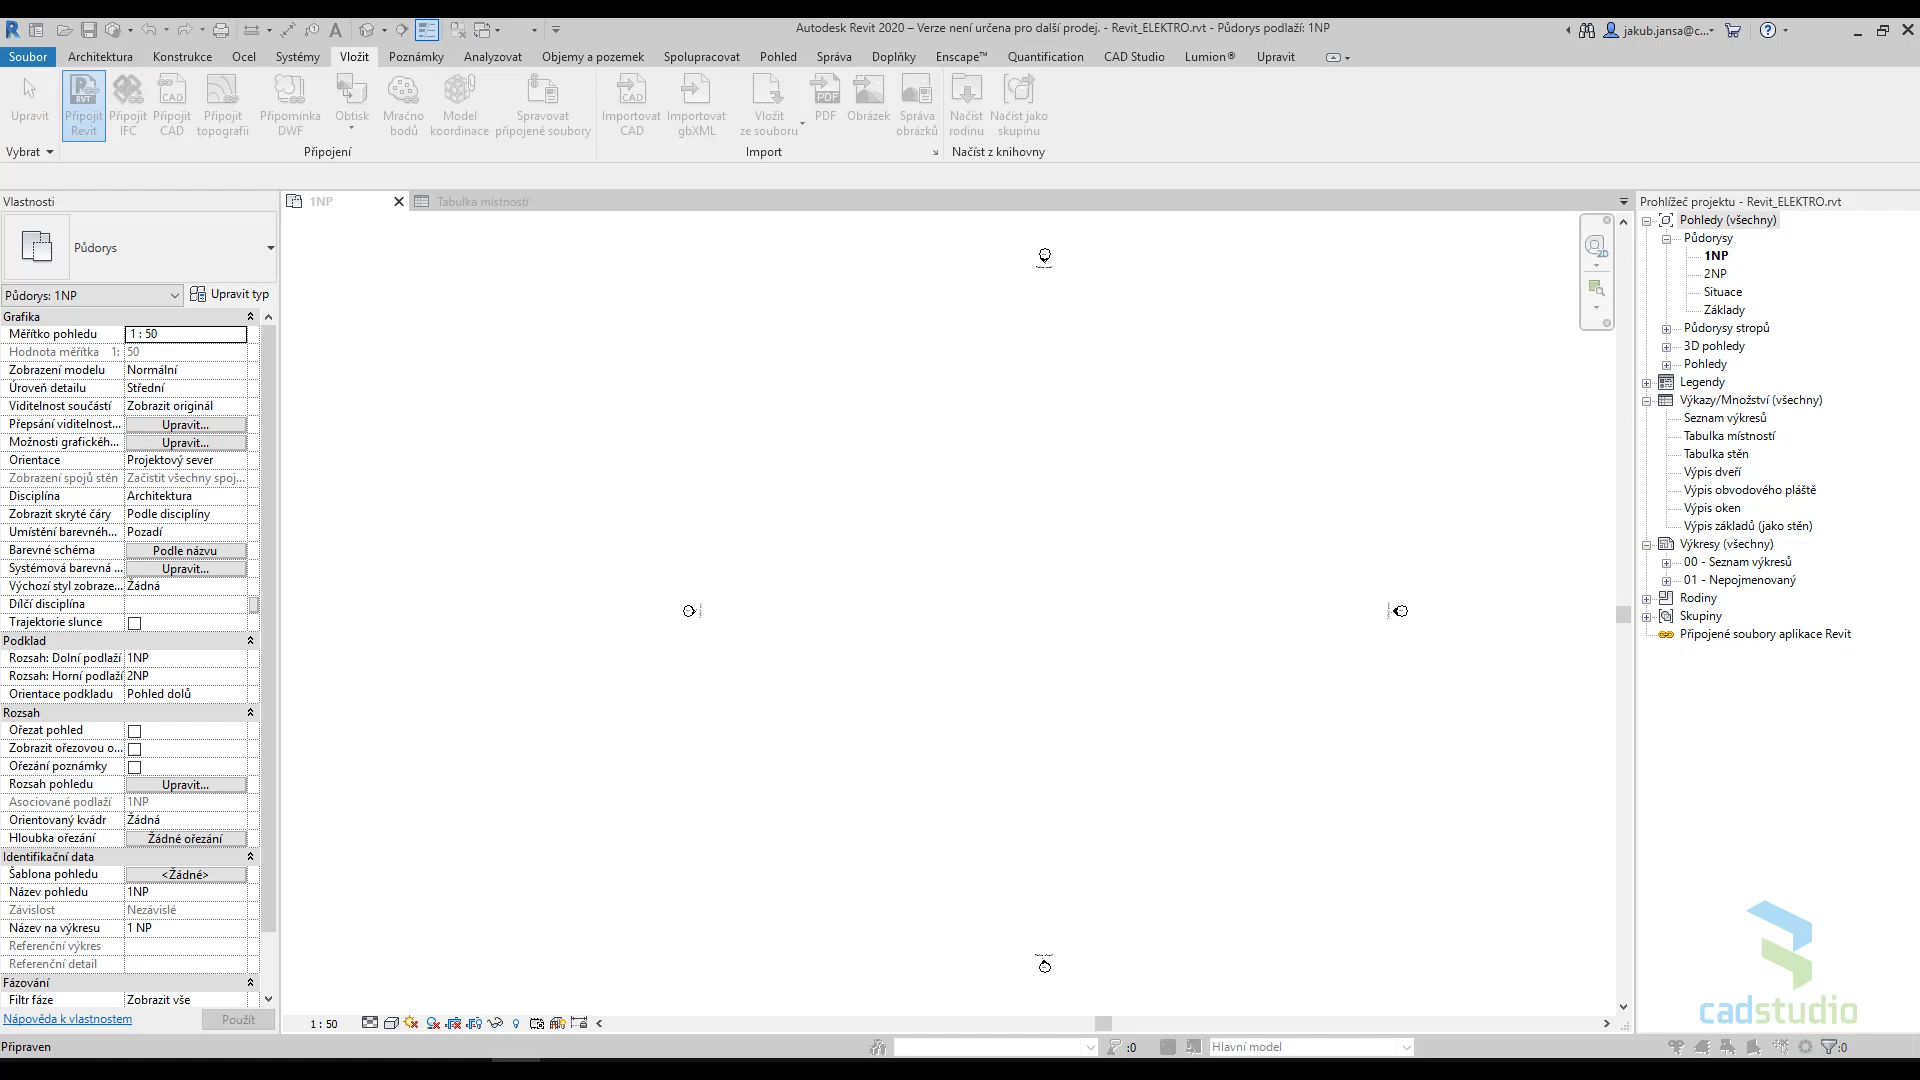 Autodesk Revit 2020 – Verze není určena pro další prodej. - Revit_ELEKTRO.rvt - Půdorys podlaží: 1NP
jakub.jansa@c...
Soubor Architektura Konstrukce Ocel Systémy Vložit Poznámky Analyzovat Objemy a pozemek Spolupracovat Pohled Správa Doplňky Enscape™ Quantification CAD Studio Lumion® Upravit
Upravit
Připojit Revit
Připojit IFC
Připojit CAD
Připojit topografii
Připomínka DWF
Obtisk
Mračno bodů
Model koordinace
Spravovat připojené soubory
Importovat CAD
Importovat gbXML
Vložit ze souboru
PDF
Obrázek
Správa obrázků
Načíst rodinu
Načíst jako skupinu
Vybrat
Připojení
Import
Načíst z knihovny
Vlastnosti
Půdorys
Půdorys: 1NP
Upravit typ
Grafika
Měřítko pohledu 1 : 50
Hodnota měřítka 1: 50
Zobrazení modelu Normální
Úroveň detailu Střední
Viditelnost součástí Zobrazit originál
Přepsání viditelnost... Upravit...
Možnosti grafickéh... Upravit...
Orientace Projektový sever
Zobrazení spojů stěn Začistit všechny spoj...
Disciplína Architektura
Zobrazit skryté čáry Podle disciplíny
Umístění barevnéh... Pozadí
Barevné schéma Podle názvu
Systémová barevná ... Upravit...
Výchozí styl zobraze... Žádná
Dílčí disciplína
Trajektorie slunce
Podklad
Rozsah: Dolní podlaží 1NP
Rozsah: Horní podlaží 2NP
Orientace podkladu Pohled dolů
Rozsah
Ořezat pohled
Zobrazit ořezovou o...
Ořezání poznámky
Rozsah pohledu Upravit...
Asociované podlaží 1NP
Orientovaný kvádr Žádná
Hloubka ořezání Žádné ořezání
Identifikační data
Šablona pohledu <Žádné>
Název pohledu 1NP
Závislost Nezávislé
Název na výkresu 1 NP
Referenční výkres
Referenční detail
Fázování
Filtr fáze Zobrazit vše
Nápověda k vlastnostem
Použít
Připraven
1NP
Tabulka místností
2D
1 : 50
:0
Hlavní model
:0
Prohlížeč projektu - Revit_ELEKTRO.rvt
Pohledy (všechny)
Půdorysy
1NP
2NP
Situace
Základy
Půdorysy stropů
3D pohledy
Pohledy
Legendy
Výkazy/Množství (všechny)
Seznam výkresů
Tabulka místností
Tabulka stěn
Výpis dveří
Výpis obvodového pláště
Výpis oken
Výpis základů (jako stěn)
Výkresy (všechny)
00 - Seznam výkresů
01 - Nepojmenovaný
Rodiny
Skupiny
Připojené soubory aplikace Revit
cadstudio